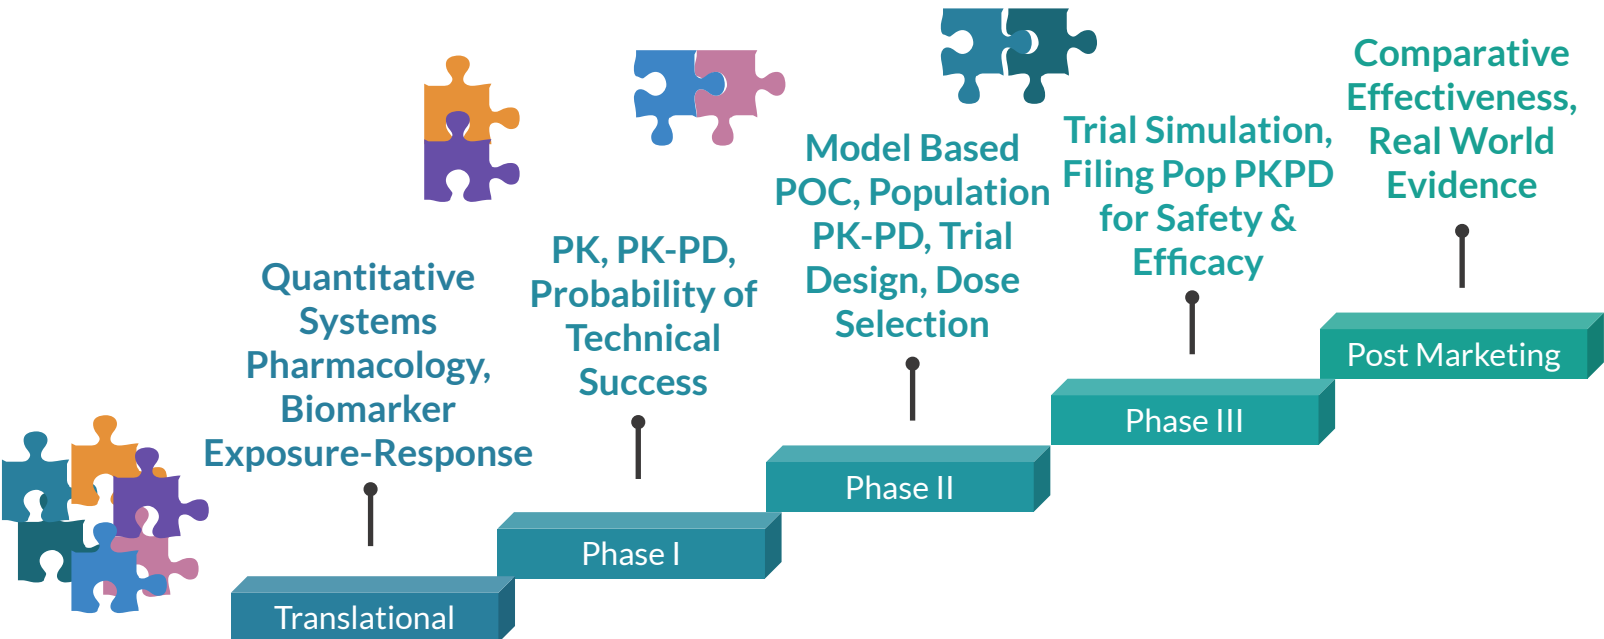 Quantitative
Systems
Pharmacology,
Biomarker
Exposure-Response
Translational
PK, PK-PD,
Probability of
Technical
Success
Phase I
Model Based
POC, Population
PK-PD, Trial
Design, Dose
Selection
Phase II
Trial Simulation,
Filing Pop PKPD
for Safety &
Efficacy
Phase III
Comparative
Effectiveness,
Real World
Evidence
Post Marketing